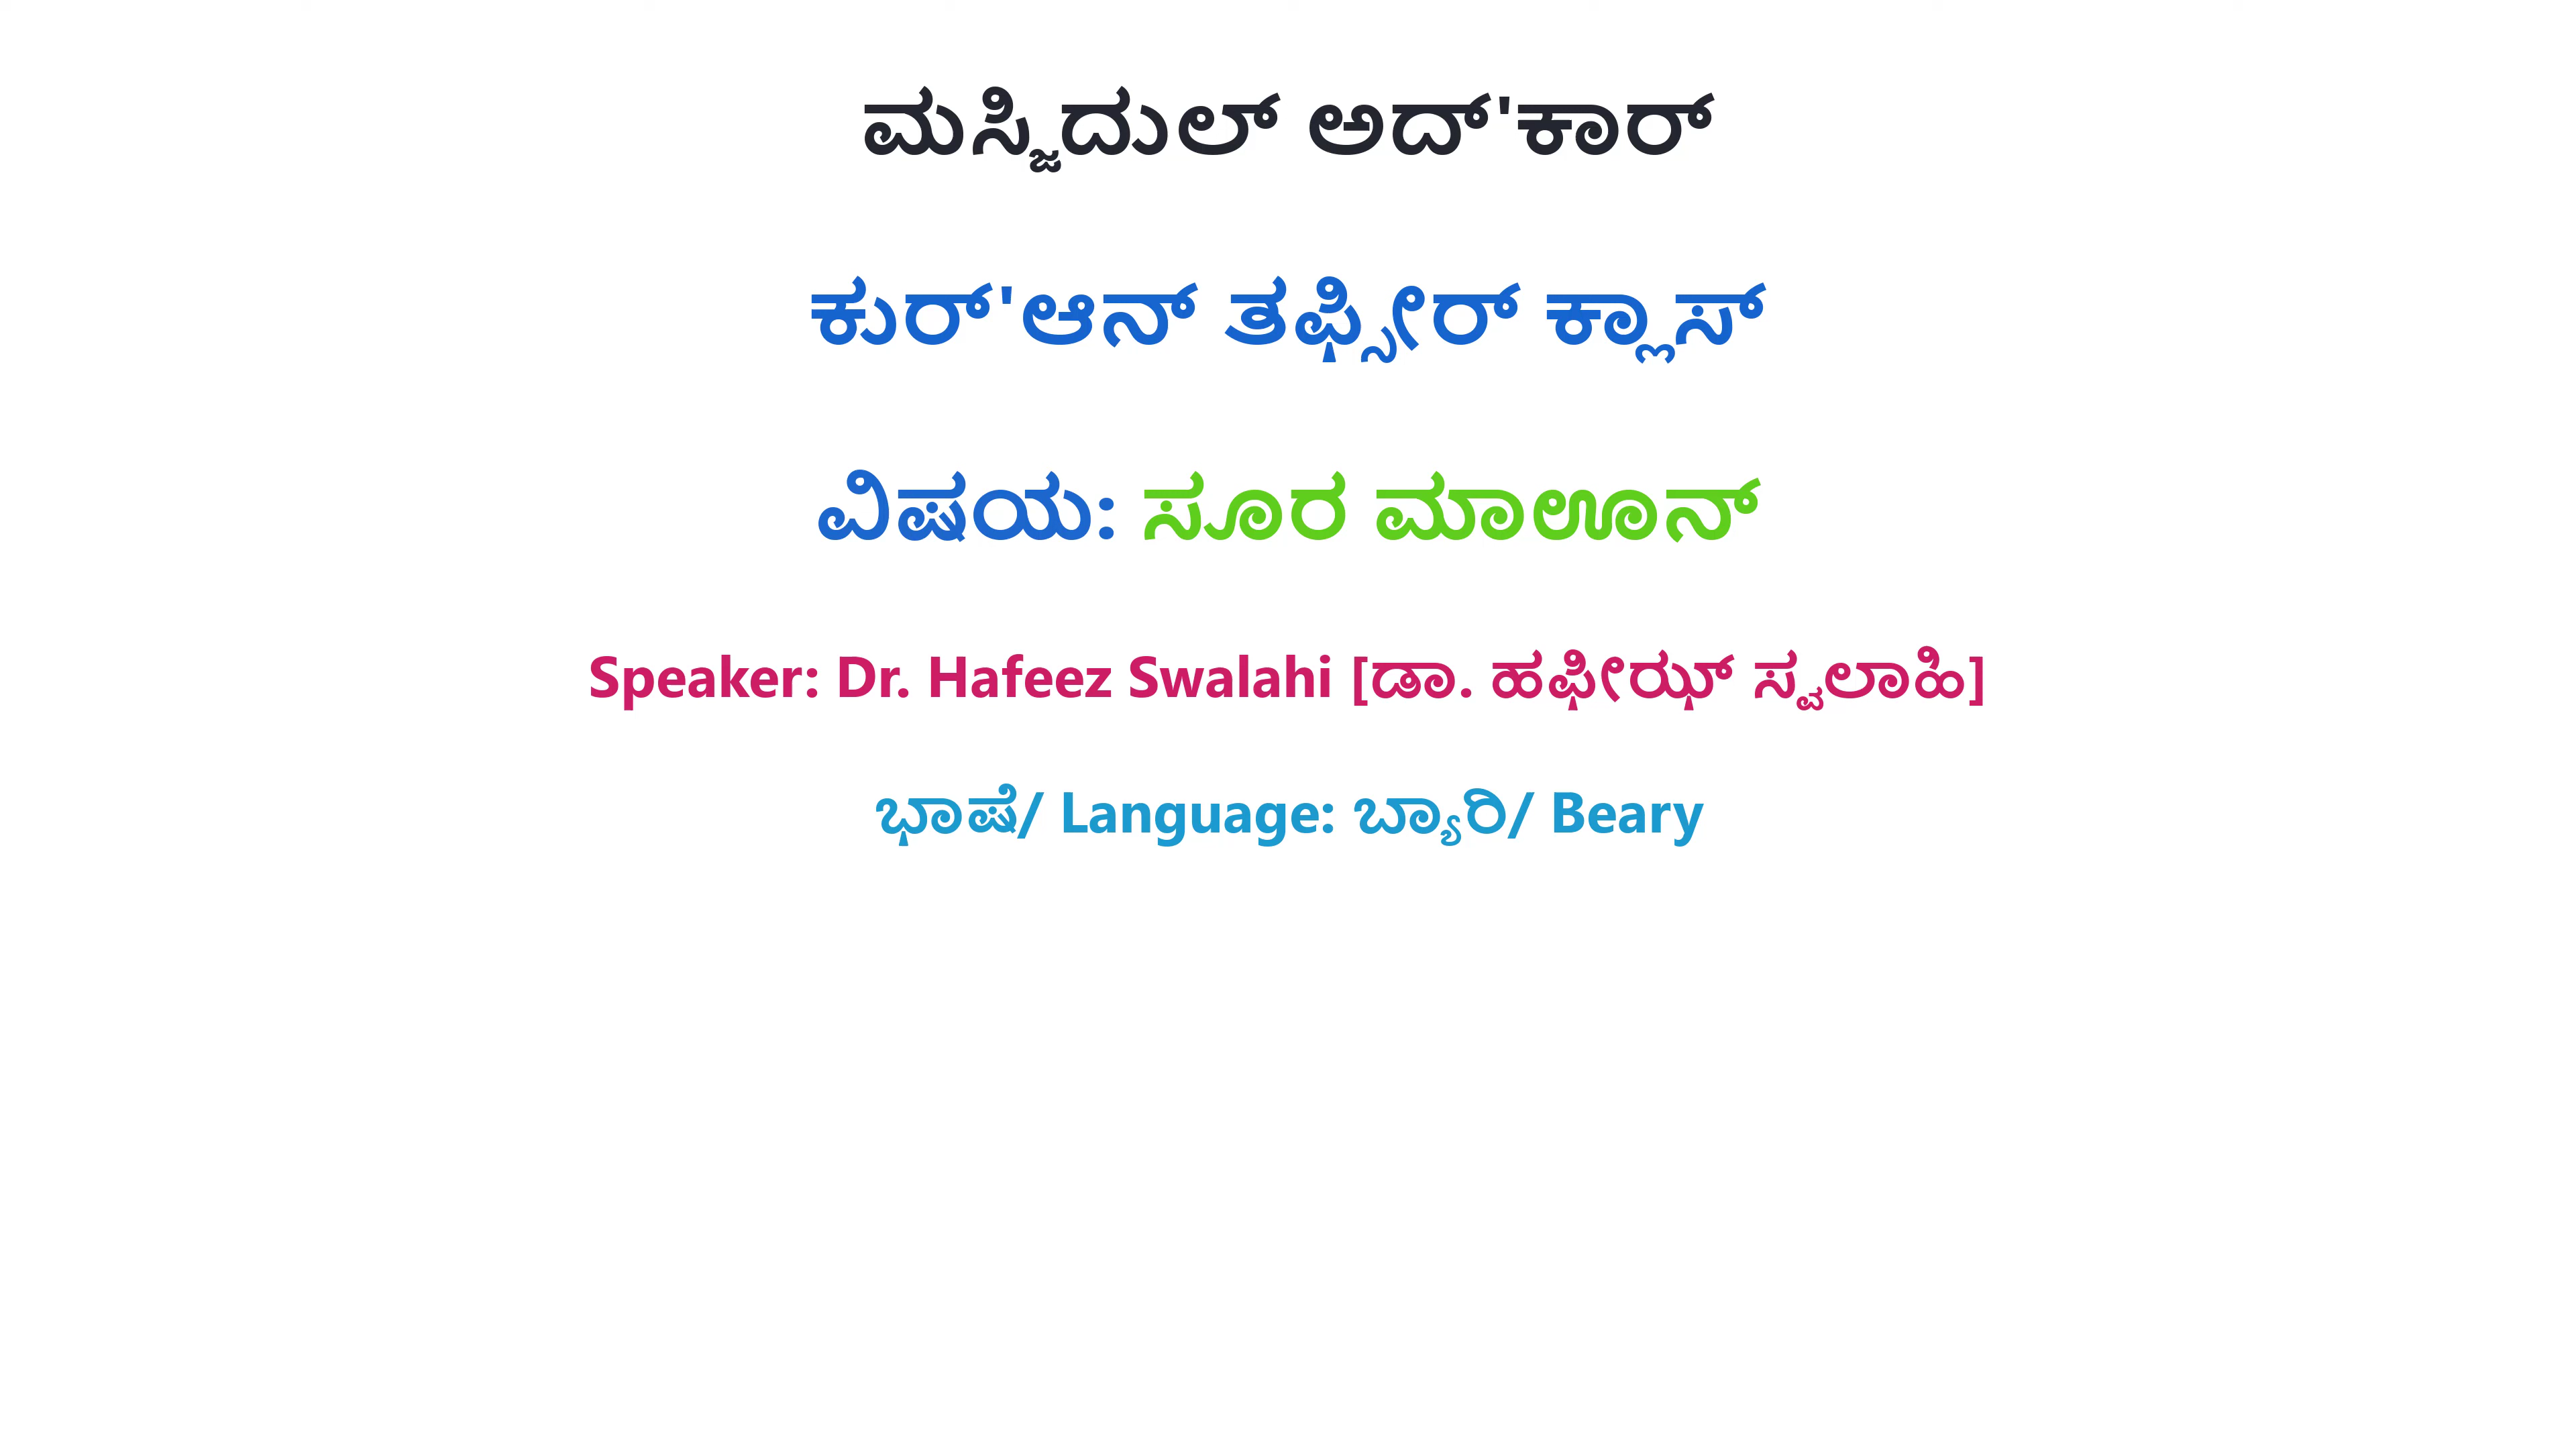 ಮಸ್ಜಿದುಲ್ ಅದ್'ಕಾರ್
ಕುರ್'ಆನ್ ತಫ್ಸೀರ್ ಕ್ಲಾಸ್
ವಿಷಯ: ಸೂರ ಮಾಊನ್
Speaker: Dr. Hafeez Swalahi [ಡಾ. ಹಫೀಝ್ ಸ್ವಲಾಹಿ]
ಭಾಷೆ/ Language: ಬ್ಯಾರಿ/ Beary